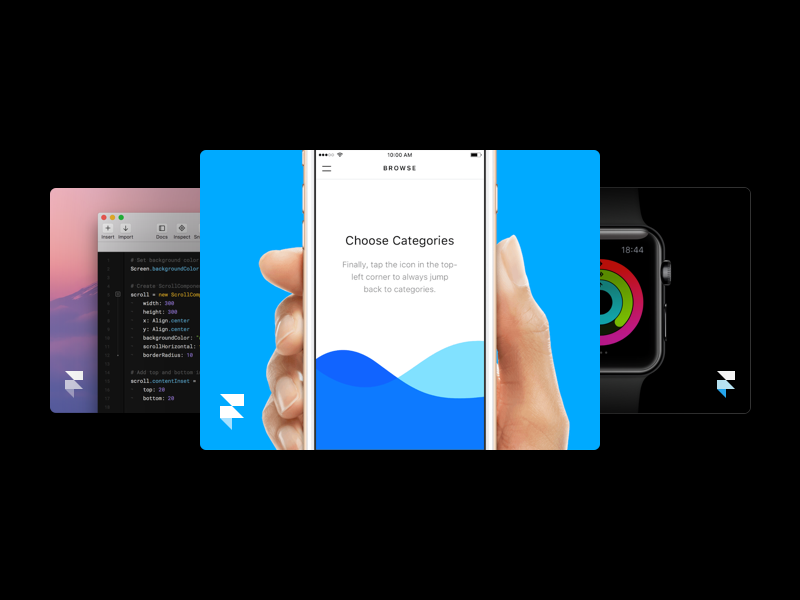 Insert Import Docs Inspect
# Set background color
Screen.backgroundColor
# Create ScrollComponent
scroll = new ScrollComp
width: 300
height: 300
x: Align.center
y: Align.center
backgroundColor: "
scrollHorizontal:
borderRadius: 10
# Add top and bottom
scroll.contentInset =
top: 20
bottom: 20
10:00 AM
BROWSE
Choose Categories
Finally, tap the icon in the top-
left corner to always jump
back to categories.
18:44